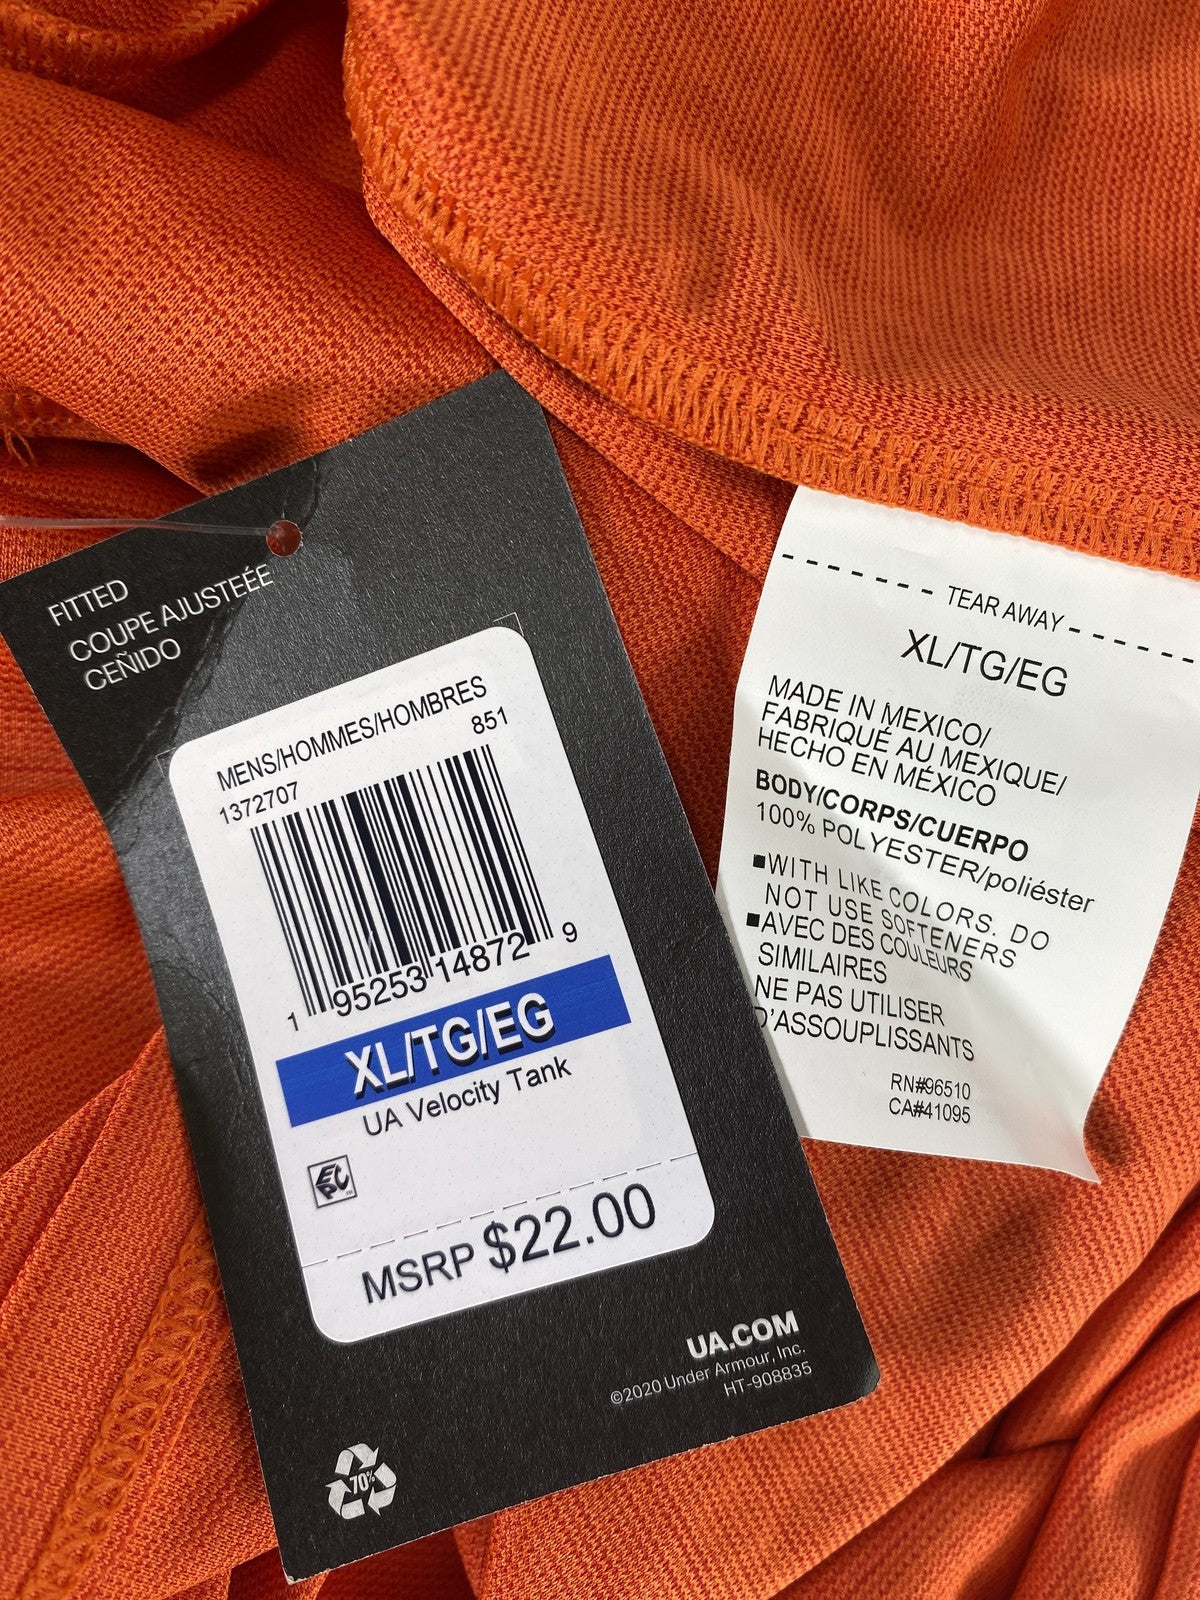 FITTED
COUPE AJUSTEÉE
CEÑIDO
MENS/HOMMES/HOMBRES
1372707
851
1 95253 14872 9
XL/TG/EG
UA Velocity Tank
EPC
MSRP $22.00
UA.COM
©2020 Under Armour, Inc.
HT-908835
70%
TEAR AWAY
XL/TG/EG
MADE IN MEXICO/
FABRIQUÉ AU MEXIQUE/
HECHO EN MÉXICO
BODY/CORPS/CUERPO
100% POLYESTER/poliéster
■WITH LIKE COLORS. DO
NOT USE SOFTENERS
■AVEC DES COULEURS
SIMILAIRES
NE PAS UTILISER
D'ASSOUPLISSANTS
RN#96510
CA#41095